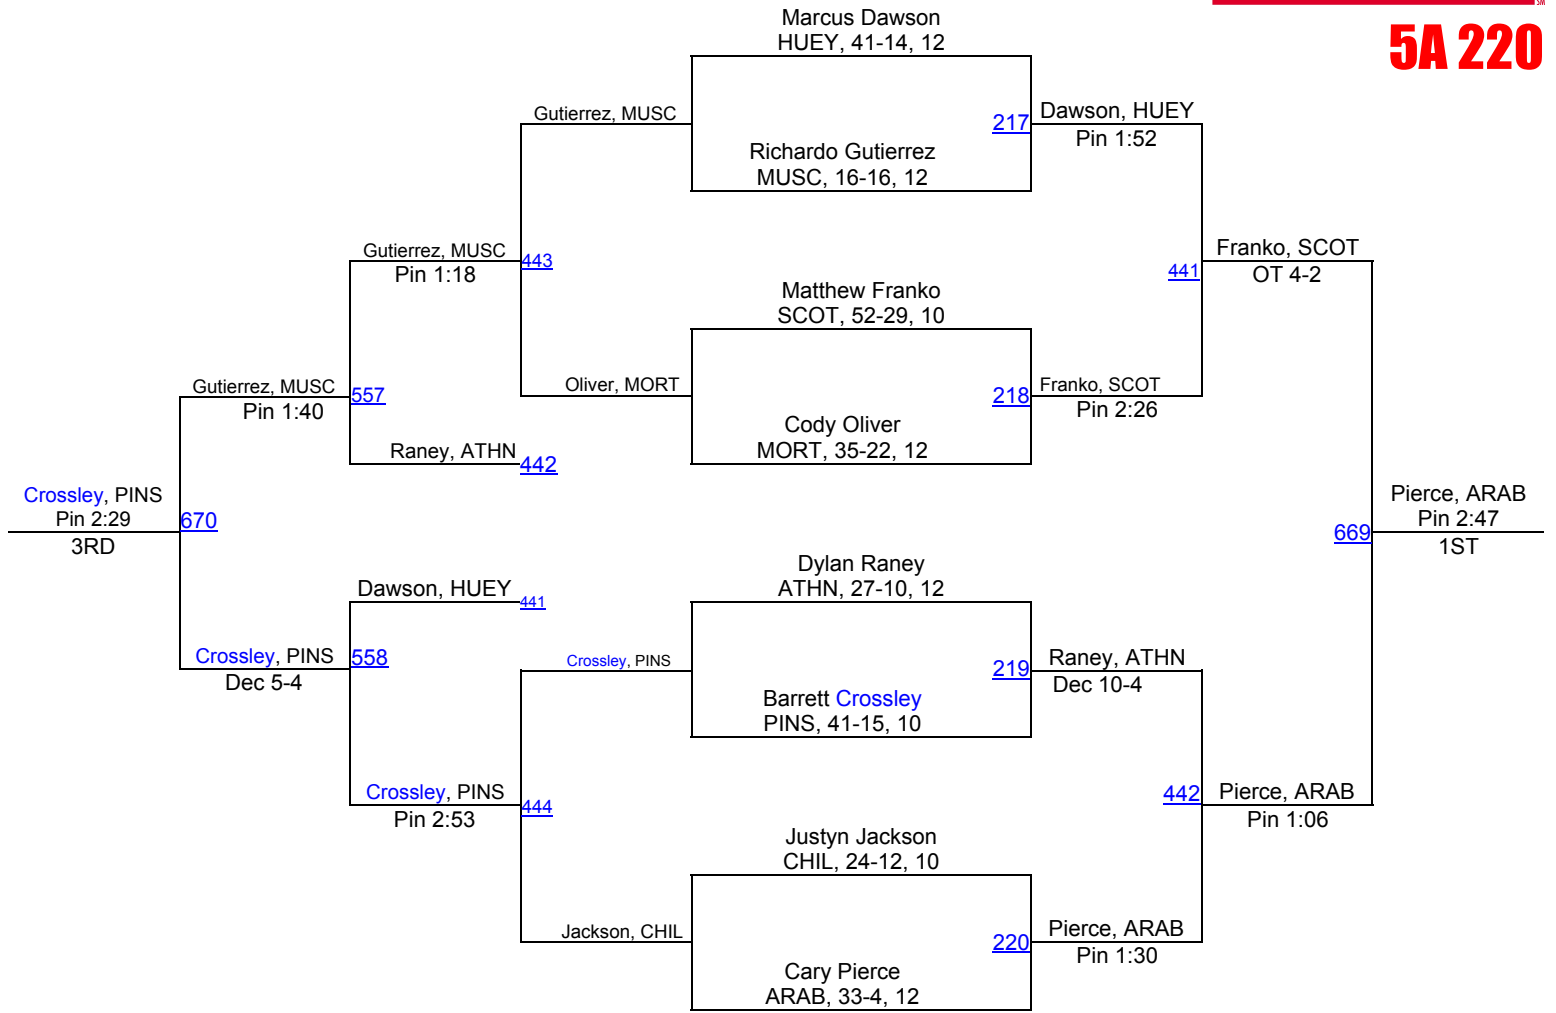 SM
5A 220
Marcus Dawson
HUEY, 41-14, 12
Gutierrez, MUSC
217
Dawson, HUEY
Pin 1:52
Richardo Gutierrez
MUSC, 16-16, 12
Gutierrez, MUSC
Pin 1:18
443
441
Franko, SCOT
OT 4-2
Matthew Franko
SCOT, 52-29, 10
Gutierrez, MUSC
Pin 1:40
557
Oliver, MORT
218
Franko, SCOT
Pin 2:26
Cody Oliver
MORT, 35-22, 12
Raney, ATHN
442
Crossley, PINS
Pin 2:29
3RD
670
669
Pierce, ARAB
Pin 2:47
1ST
Dylan Raney
ATHN, 27-10, 12
Dawson, HUEY
441
Crossley, PINS
Dec 5-4
558
Crossley, PINS
219
Raney, ATHN
Dec 10-4
Barrett Crossley
PINS, 41-15, 10
Crossley, PINS
Pin 2:53
444
442
Pierce, ARAB
Pin 1:06
Justyn Jackson
CHIL, 24-12, 10
Jackson, CHIL
220
Pierce, ARAB
Pin 1:30
Cary Pierce
ARAB, 33-4, 12